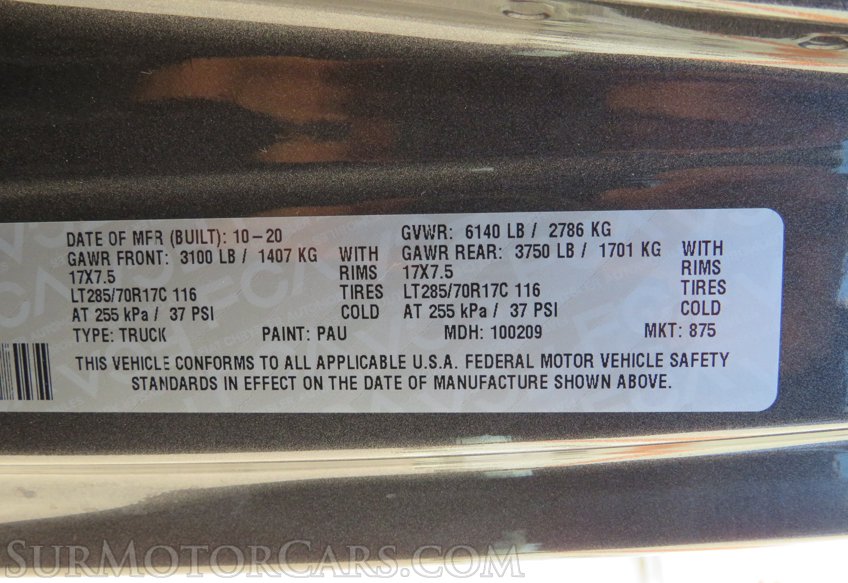 DATE OF MFR (BUILT): 10-20 GVWR: 6140 LB / 2786 KG
GAWR FRONT: 3100 LB / 1407 KG WITH GAWR REAR: 3750 LB / 1701 KG WITH
17X7.5 RIMS 17X7.5 RIMS
LT285/70R17C 116 TIRES LT285/70R17C 116 TIRES
AT 255 kPa / 37 PSI COLD AT 255 kPa / 37 PSI COLD
TYPE: TRUCK PAINT: PAU MDH: 100209 MKT: 875
THIS VEHICLE CONFORMS TO ALL APPLICABLE U.S.A. FEDERAL MOTOR VEHICLE SAFETY
STANDARDS IN EFFECT ON THE DATE OF MANUFACTURE SHOWN ABOVE.
SURMOTORCARS.COM